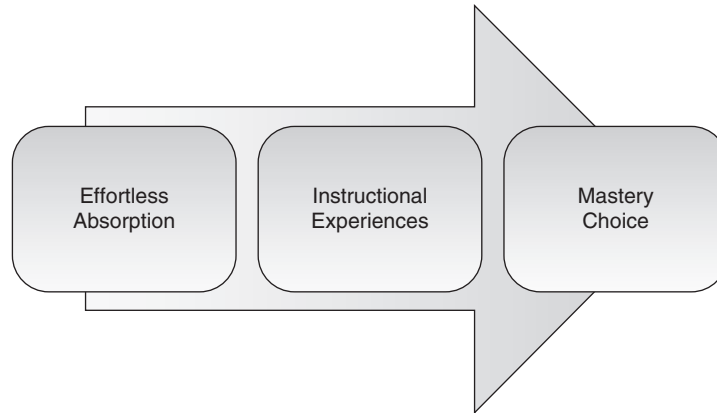 Effortless
Absorption
Instructional
Experiences
Mastery
Choice